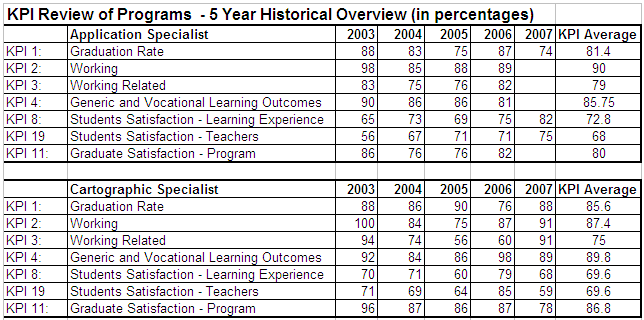 KPI Review of Programs - 5 Year Historical Overview (in percentages)
Application Specialist 2003 2004 2005 2006 2007 KPI Average
KPI 1: Graduation Rate 88 83 75 87 74 81.4
KPI 2: Working 98 85 88 89 90
KPI 3: Working Related 83 75 76 82 79
KPI 4: Generic and Vocational Learning Outcomes 90 86 86 81 85.75
KPI 8: Students Satisfaction - Learning Experience 65 73 69 75 82 72.8
KPI 19 Students Satisfaction - Teachers 56 67 71 71 75 68
KPI 11: Graduate Satisfaction - Program 86 76 76 82 80
Cartographic Specialist 2003 2004 2005 2006 2007 KPI Average
KPI 1: Graduation Rate 88 86 90 76 88 85.6
KPI 2: Working 100 84 75 87 91 87.4
KPI 3: Working Related 94 74 56 60 91 75
KPI 4: Generic and Vocational Learning Outcomes 92 84 86 98 89 89.8
KPI 8: Students Satisfaction - Learning Experience 70 71 60 79 68 69.6
KPI 19 Students Satisfaction - Teachers 71 69 64 85 59 69.6
KPI 11: Graduate Satisfaction - Program 96 87 86 87 78 86.8